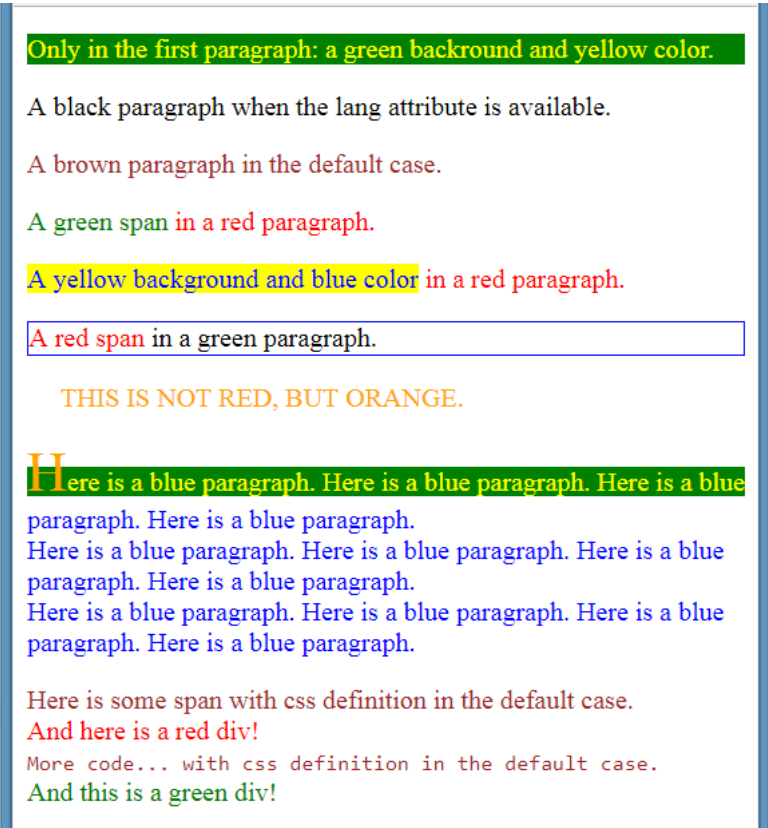 Only in the first paragraph: a green backround and yellow color.
A black paragraph when the lang attribute is available.
A brown paragraph in the default case.
A green span in a red paragraph.
A yellow background and blue color in a red paragraph.
A red span in a green paragraph.
THIS IS NOT RED, BUT ORANGE.
Here is a blue paragraph. Here is a blue paragraph. Here is a blue
paragraph. Here is a blue paragraph.
Here is a blue paragraph. Here is a blue paragraph. Here is a blue
paragraph. Here is a blue paragraph.
Here is a blue paragraph. Here is a blue paragraph. Here is a blue
paragraph. Here is a blue paragraph.
Here is some span with css definition in the default case.
And here is a red div!
More code... with css definition in the default case.
And this is a green div!